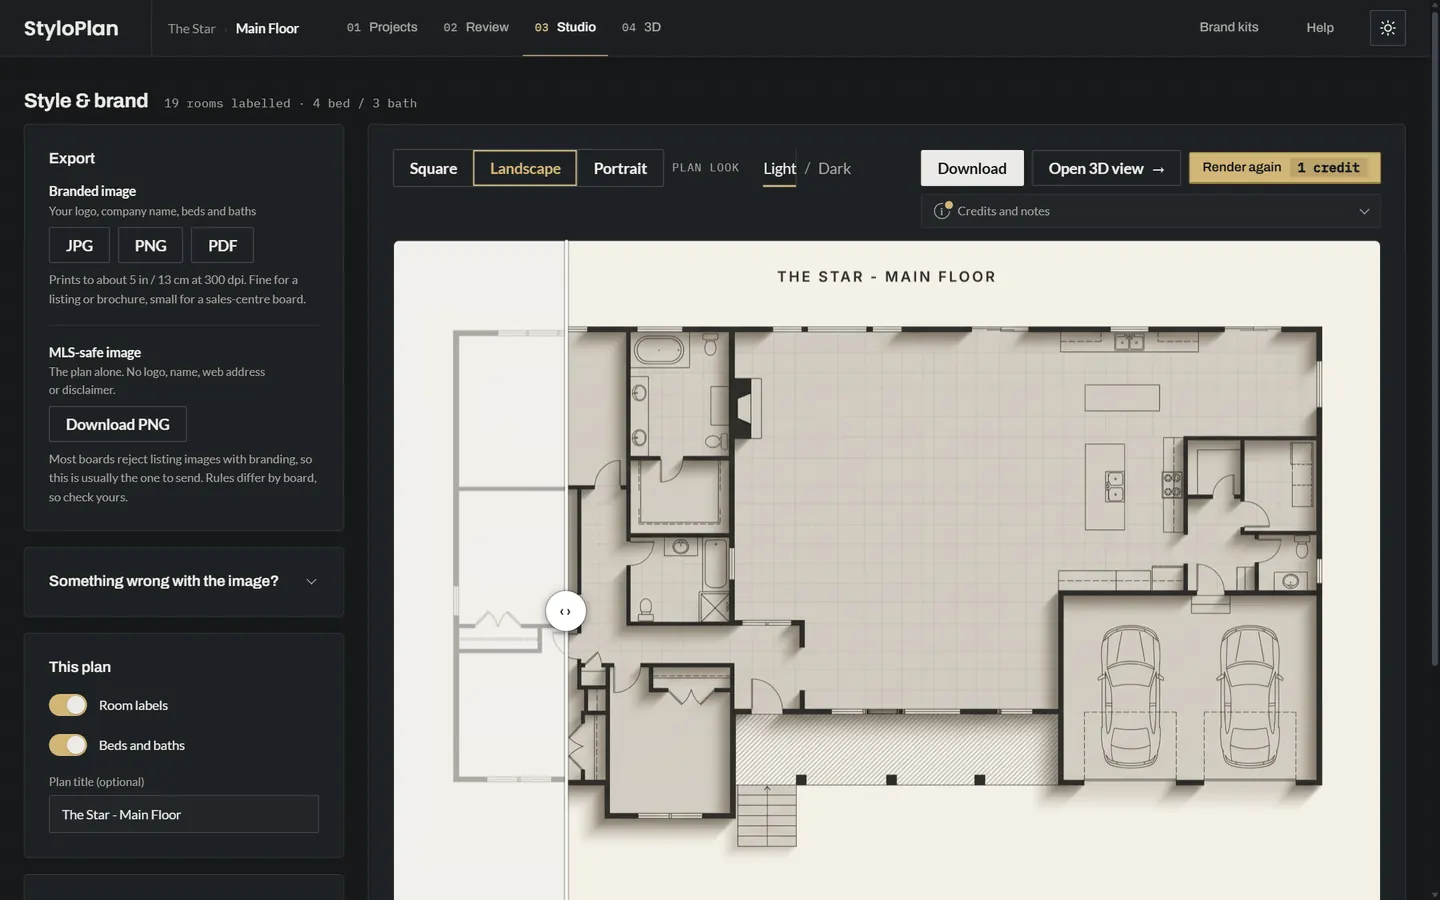 StyloPlan
The Star · Main Floor
01 Projects
02 Review
03 Studio
04 3D
Brand kits
Help
Style & brand
19 rooms labelled · 4 bed / 3 bath
Export
Branded image
Your logo, company name, beds and baths
JPG
PNG
PDF
Prints to about 5 in / 13 cm at 300 dpi. Fine for a
listing or brochure, small for a sales-centre board.
MLS-safe image
The plan alone. No logo, name, web address
or disclaimer.
Download PNG
Most boards reject listing images with branding, so
this is usually the one to send. Rules differ by board,
so check yours.
Something wrong with the image?
This plan
Room labels
Beds and baths
Plan title (optional)
The Star - Main Floor
Square
Landscape
Portrait
PLAN LOOK
Light / Dark
Download
Open 3D view →
Render again 1 credit
Credits and notes
THE STAR - MAIN FLOOR